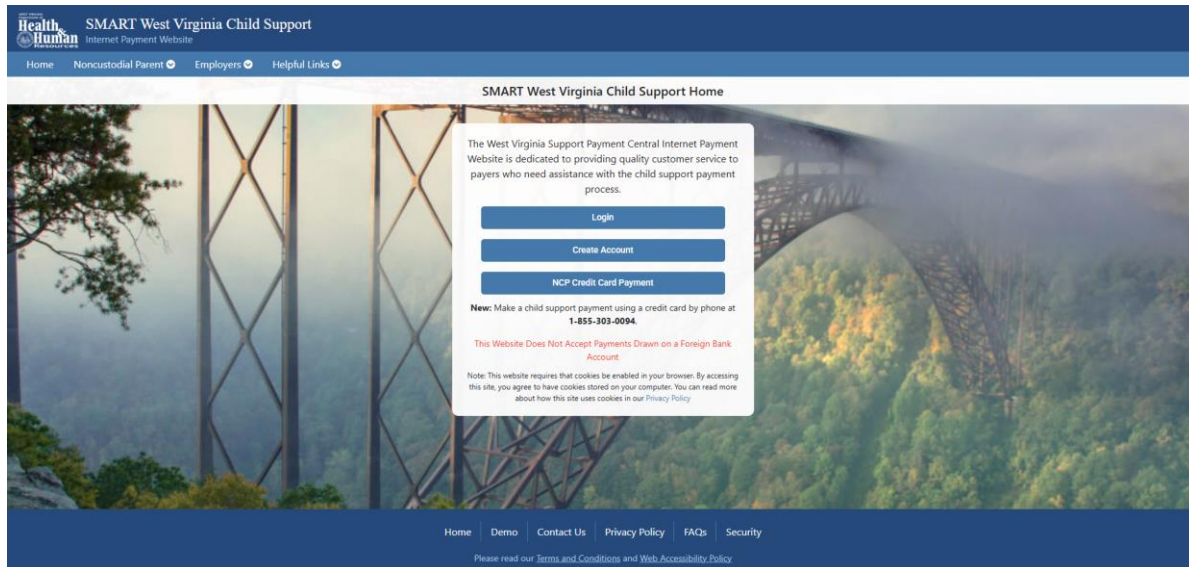 Health
& Human
Resources
SMART West Virginia Child Support
Internet Payment Website
Home Noncustodial Parent Employers Helpful Links
SMART West Virginia Child Support Home
The West Virginia Support Payment Central Internet Payment
Website is dedicated to providing quality customer service to
payers who need assistance with the child support payment
process.
Login
Create Account
NCP Credit Card Payment
New: Make a child support payment using a credit card by phone at
1-855-303-0094.
This Website Does Not Accept Payments Drawn on a Foreign Bank
Account
Note: This website requires that cookies be enabled in your browser. By accessing
this site, you agree to have cookies stored on your computer. You can read more
about how this site uses cookies in our Privacy Policy
Home Demo Contact Us Privacy Policy FAQs Security
Please read our Terms and Conditions and Web Accessibility Policy